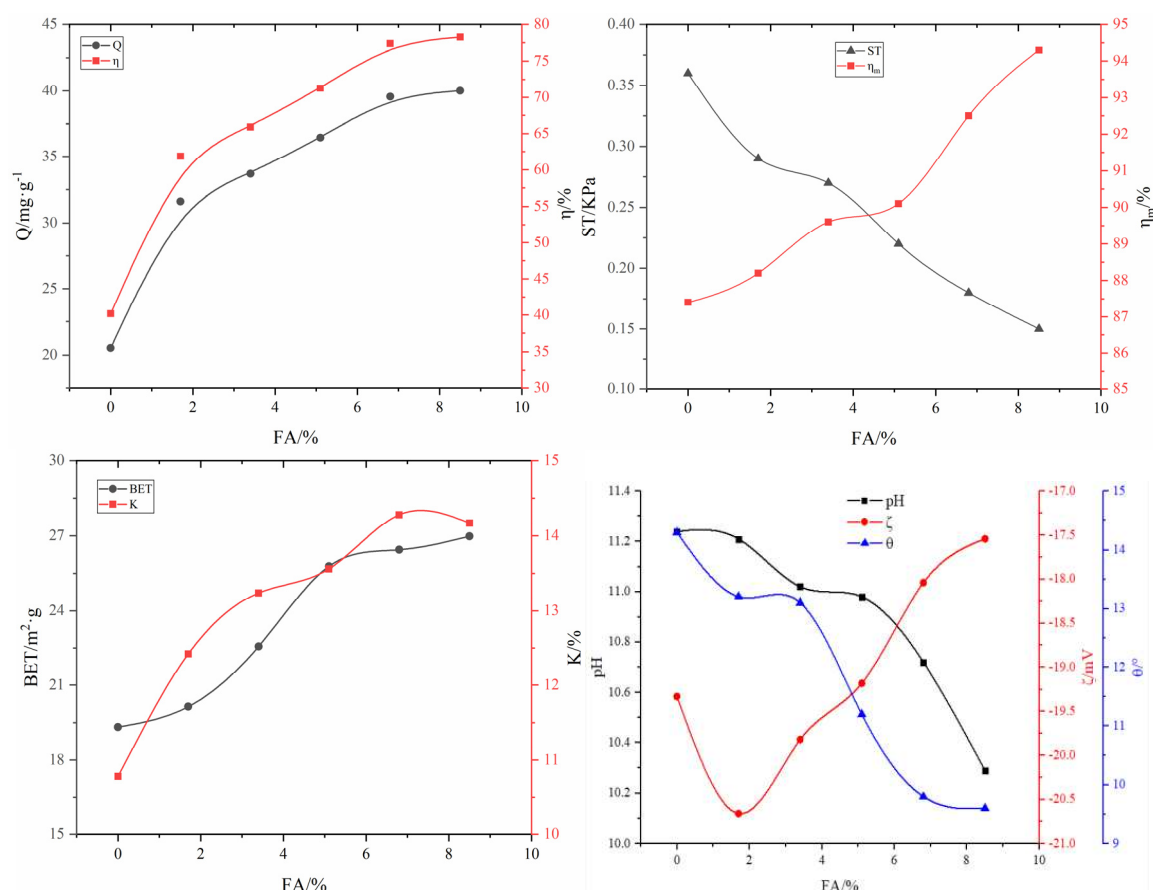 Q/mg·g-1
45
40
35
30
25
20
Q
η
80
75
70
65
60
55
50
45
40
35
30
η/%
0 2 4 6 8 10
FA/%
ST/KPa
0.40
0.35
0.30
0.25
0.20
0.15
0.10
ST
ηm
95
94
93
92
91
90
89
88
87
86
85
ηm/%
0 2 4 6 8 10
FA/%
BET/m²·g
30
27
24
21
18
15
BET
K
15
14
13
12
11
10
K/%
0 2 4 6 8 10
FA/%
pH
11.4
11.2
11.0
10.8
10.6
10.4
10.2
10.0
pH
ζ
θ
-17.0
-17.5
-18.0
-18.5
-19.0
-19.5
-20.0
-20.5
-21.0
ζ/mV
15
14
13
12
11
10
9
θ/°
0 2 4 6 8 10
FA/%